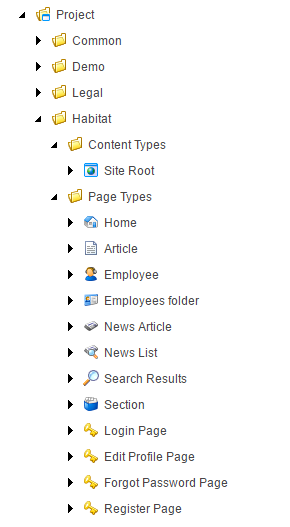 Project
Common
Demo
Legal
Habitat
Content Types
Site Root
Page Types
Home
Article
Employee
Employees folder
News Article
News List
Search Results
Section
Login Page
Edit Profile Page
Forgot Password Page
Register Page